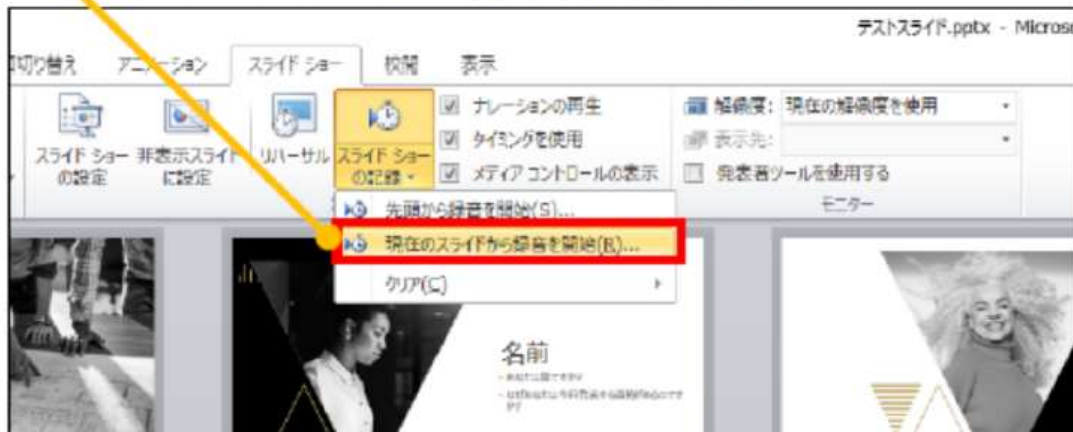 テストスライド.pptx - Microso
切り替え アニメーション スライド ショー 校閲 表示
スライド ショー
の設定
非表示スライド
に設定
リハーサル
スライド ショー
の記録
ナレーションの再生
タイミングを使用
メディア コントロールの表示
解像度: 現在の解像度を使用
表示先:
発表者ツールを使用する
モニター
先頭から録音を開始(S)...
現在のスライドから録音を開始(R)...
クリア(C)
名前